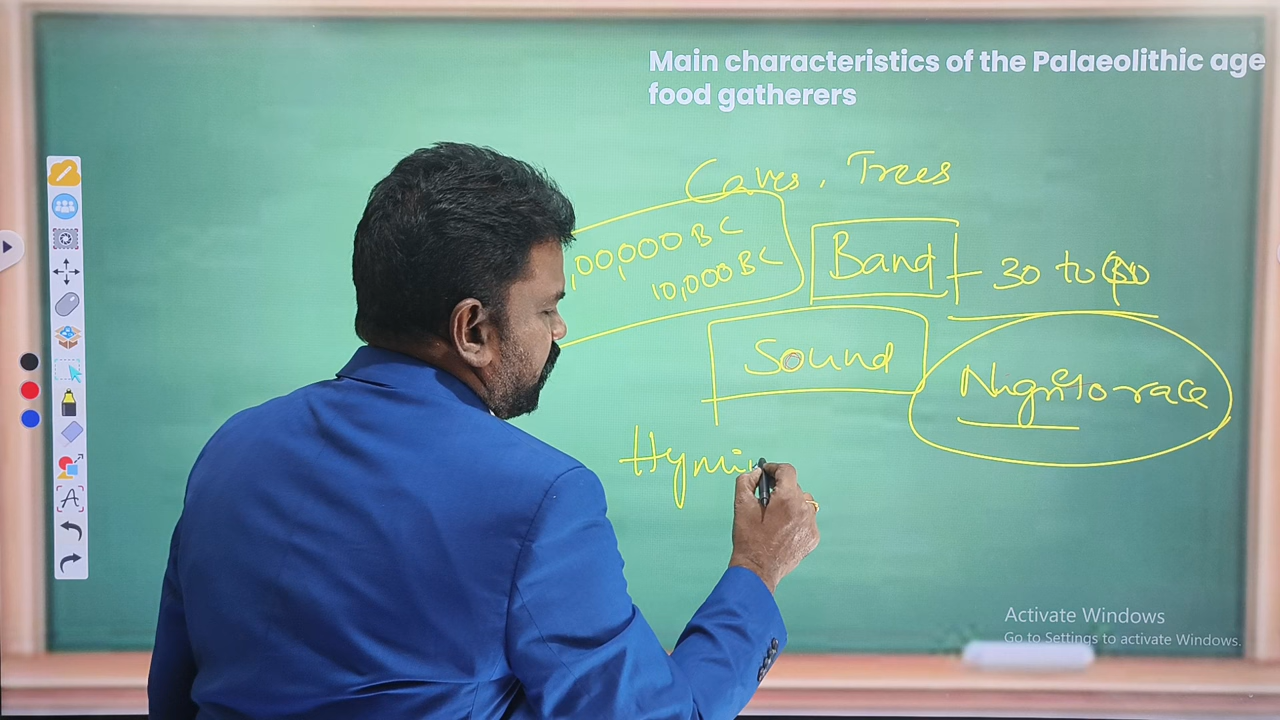 Main characteristics of the Palaeolithic age
food gatherers
Caves, Trees
,00,000 BC
10,000 BC
Band
30 to
Sound
race
Activate Windows
Go to Settings to activate Windows.